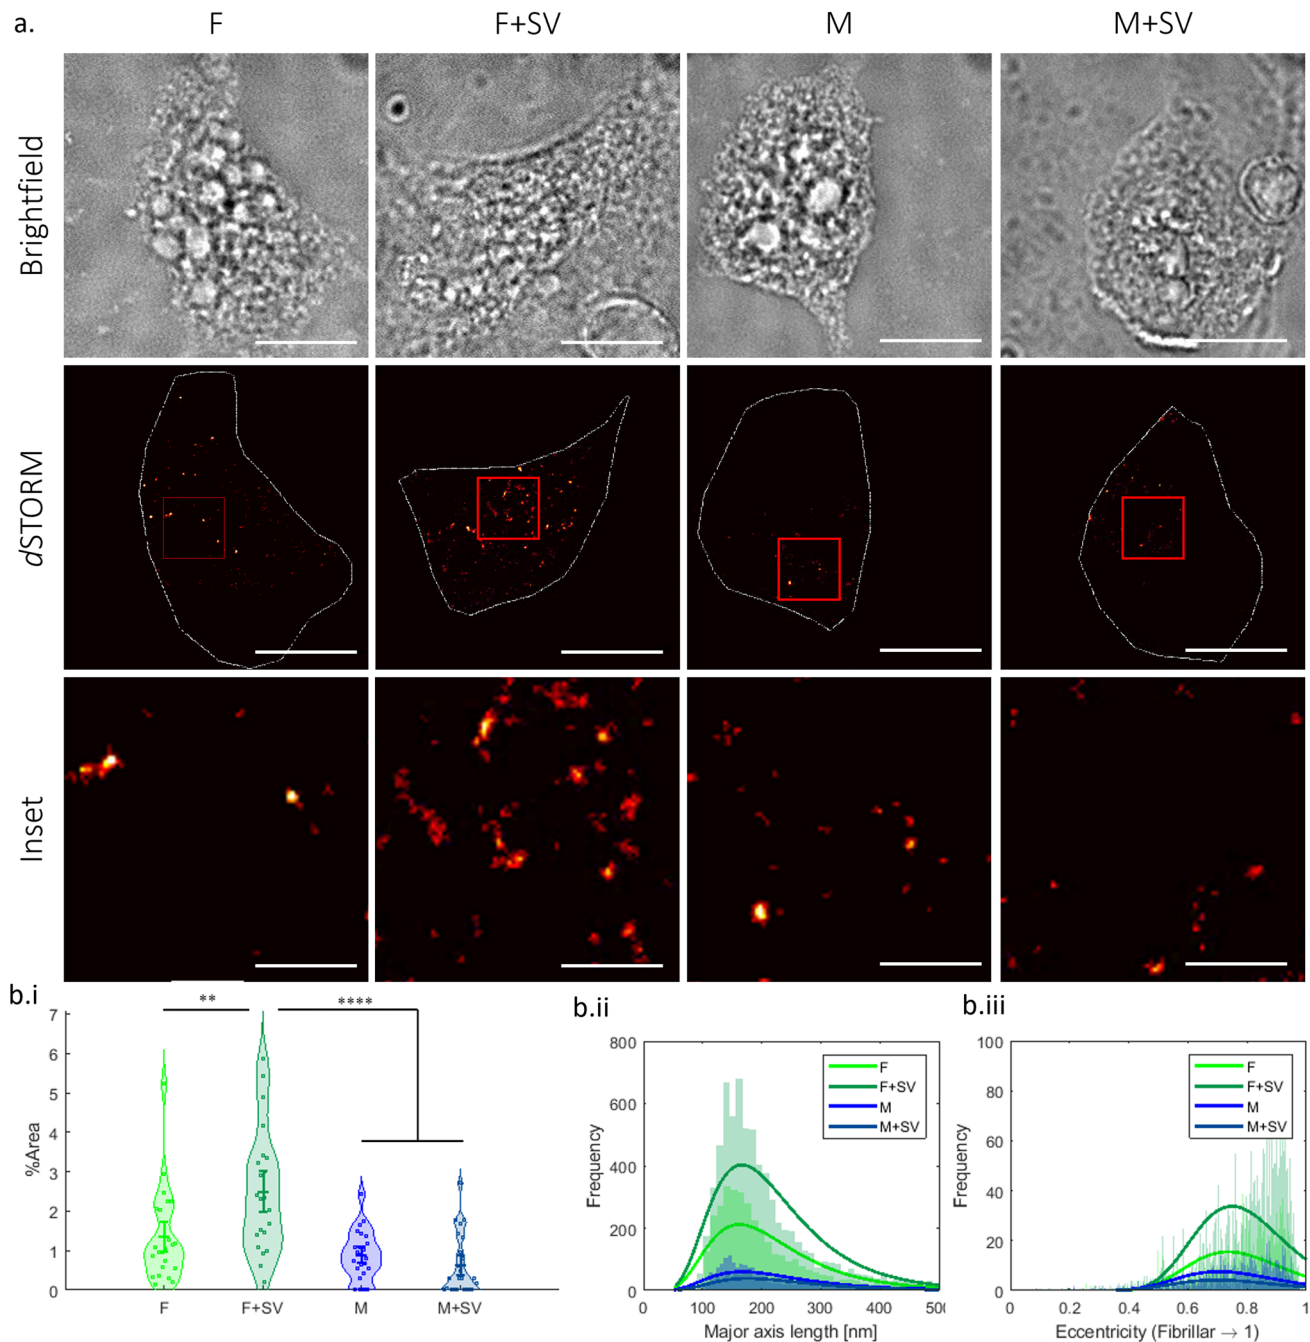 a.
F F+SV M M+SV
Brightfield
dSTORM
Inset
b.i
** ****
%Area
7
6
5
4
3
2
1
0
F F+SV M M+SV
b.ii
Frequency
800
600
400
200
0
0 100 200 300 400 500
Major axis length [nm]
F
F+SV
M
M+SV
b.iii
Frequency
100
80
60
40
20
0
0 0.2 0.4 0.6 0.8 1
Eccentricity (Fibrillar → 1)
F
F+SV
M
M+SV